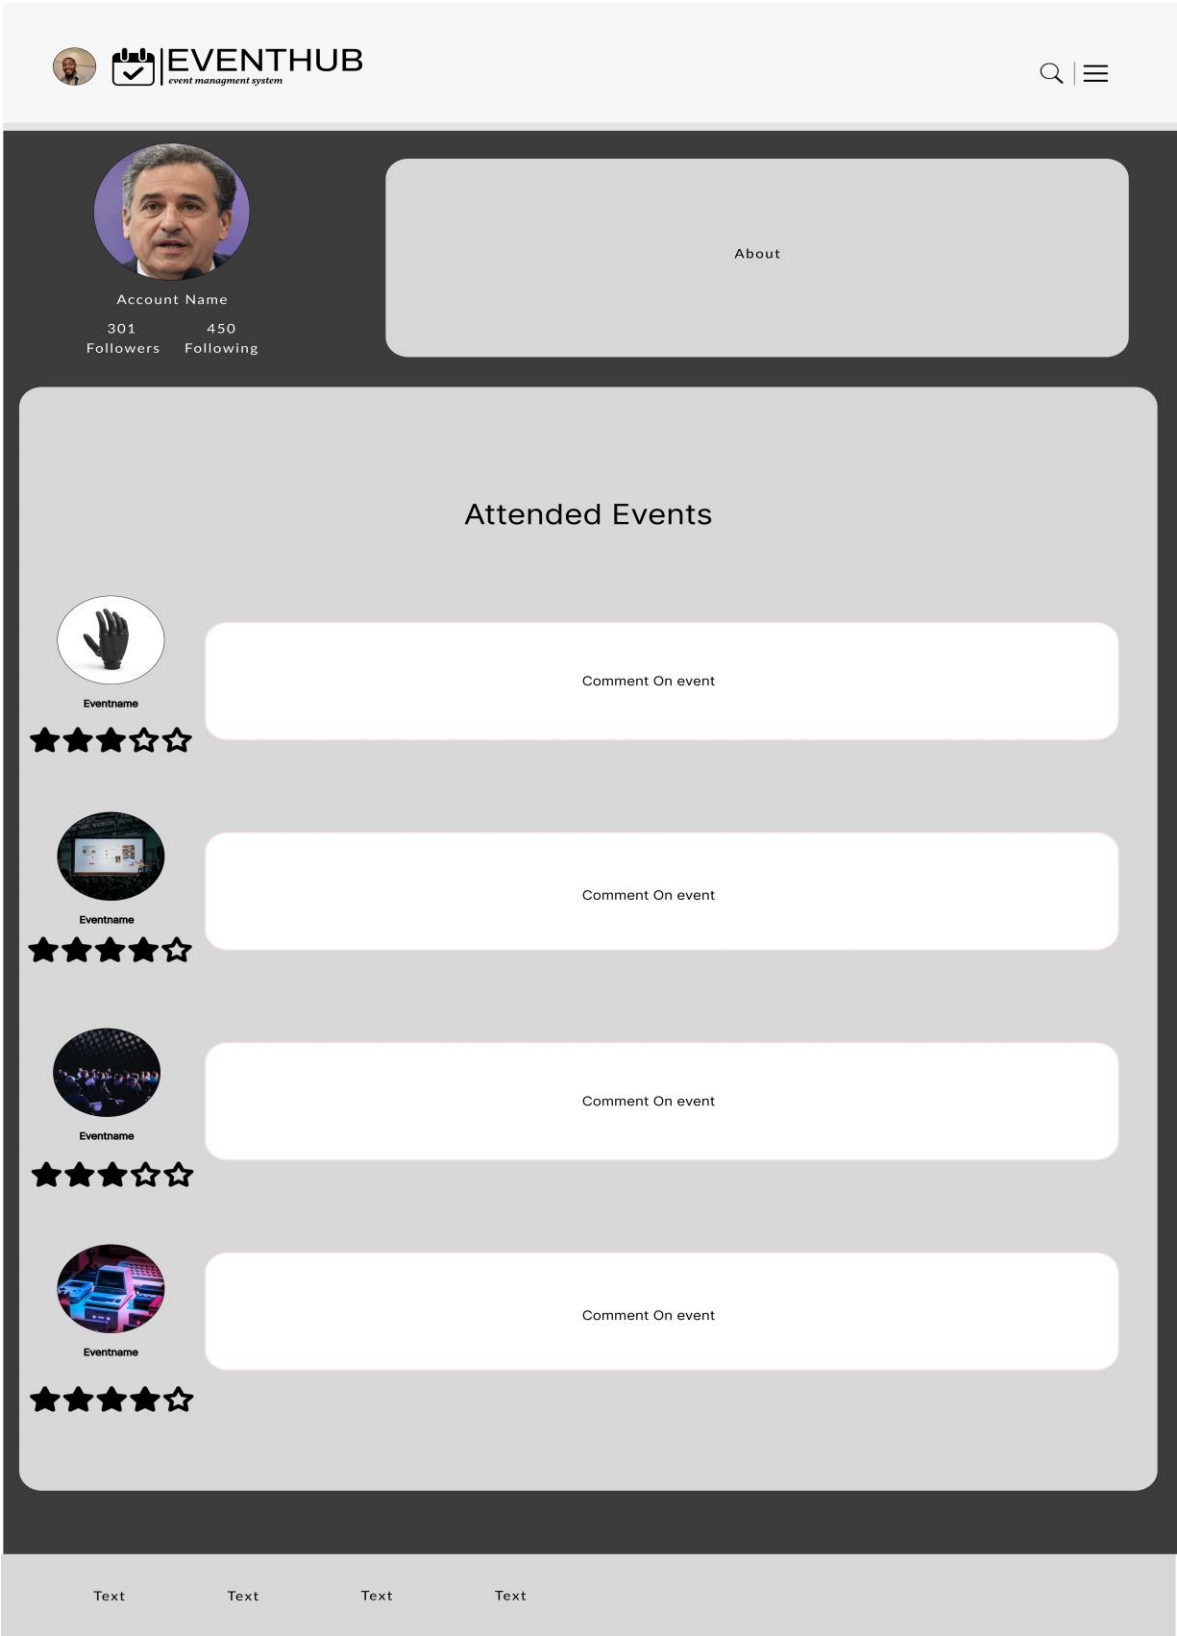 EVENTHUB
event managment system
About
Account Name
301 450
Followers Following
Attended Events
Comment On event
Eventname
Comment On event
Eventname
Comment On event
Eventname
Comment On event
Eventname
Text Text Text Text